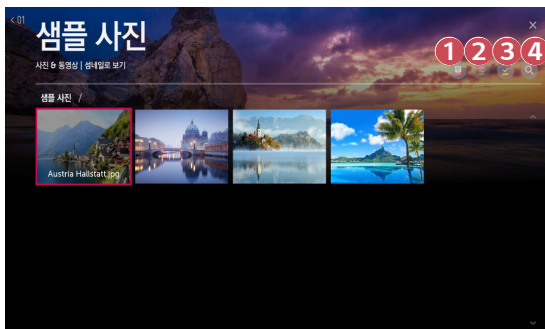 < 01
샘플 사진
1 2 3 4
사진 & 동영상 | 섬네일로 보기
샘플 사진 /
Austria Hallstatt.jpg